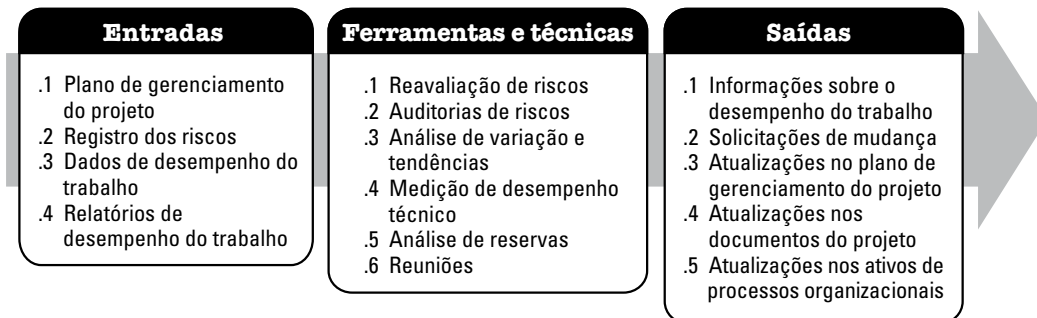 Entradas
.1 Plano de gerenciamento
do projeto
.2 Registro dos riscos
.3 Dados de desempenho do
trabalho
.4 Relatórios de
desempenho do trabalho
Ferramentas e técnicas
.1 Reavaliação de riscos
.2 Auditorias de riscos
.3 Análise de variação e
tendências
.4 Medição de desempenho
técnico
.5 Análise de reservas
.6 Reuniões
Saídas
.1 Informações sobre o
desempenho do trabalho
.2 Solicitações de mudança
.3 Atualizações no plano de
gerenciamento do projeto
.4 Atualizações nos
documentos do projeto
.5 Atualizações nos ativos de
processos organizacionais